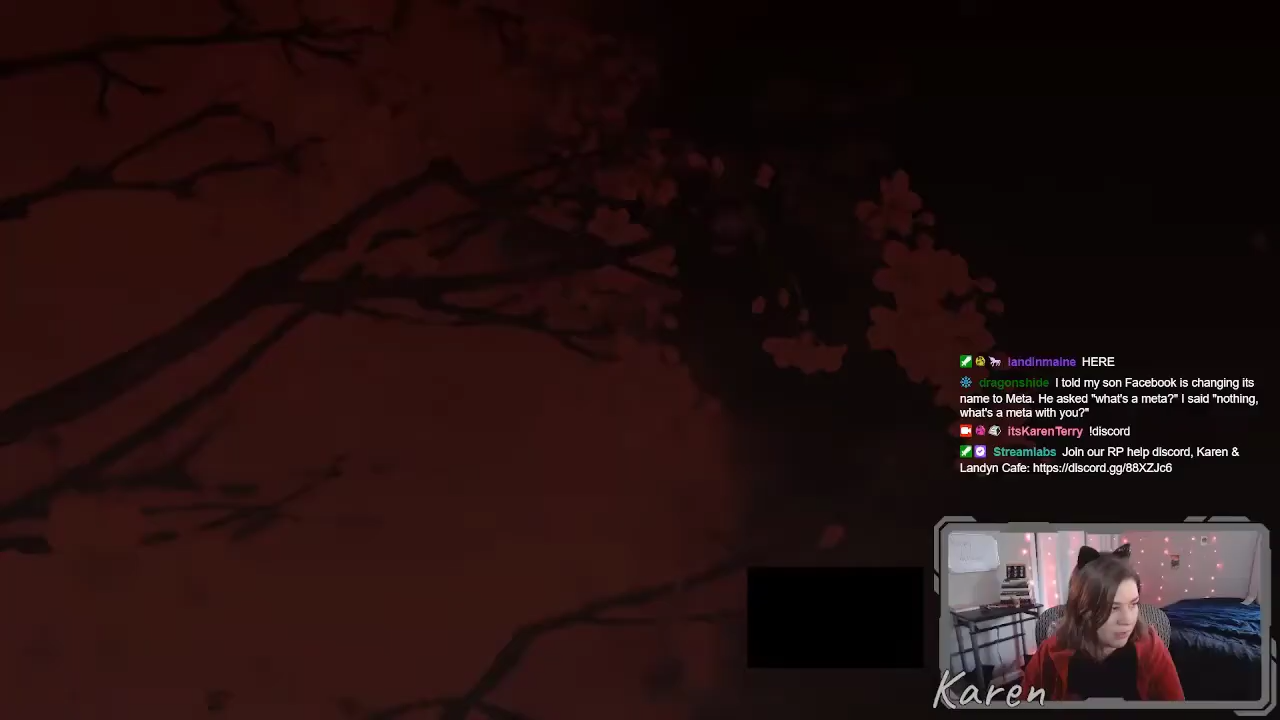 landinmaine HERE
dragonshide I told my son Facebook is changing its
name to Meta. He asked "what's a meta?" I said "nothing,
what's a meta with you?"
itsKarenTerry !discord
Streamlabs Join our RP help discord, Karen &
Landyn Cafe: https://discord.gg/88XZJc6
Karen